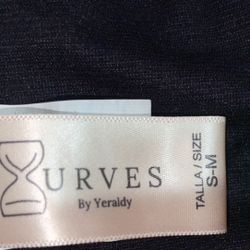 URVES
By Yeraldy
TALLA / SIZE
S-M